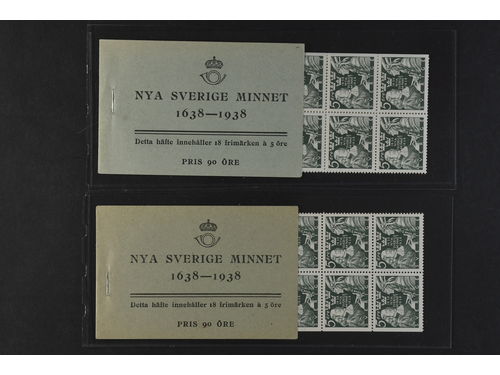 NYA SVERIGE MINNET
1638—1938
Detta häfte innehåller 18 frimärken à 5 öre
PRIS 90 ÖRE
NYA SVERIGE MINNET
1638—1938
Detta häfte innehåller 18 frimärken à 5 öre
PRIS 90 ÖRE